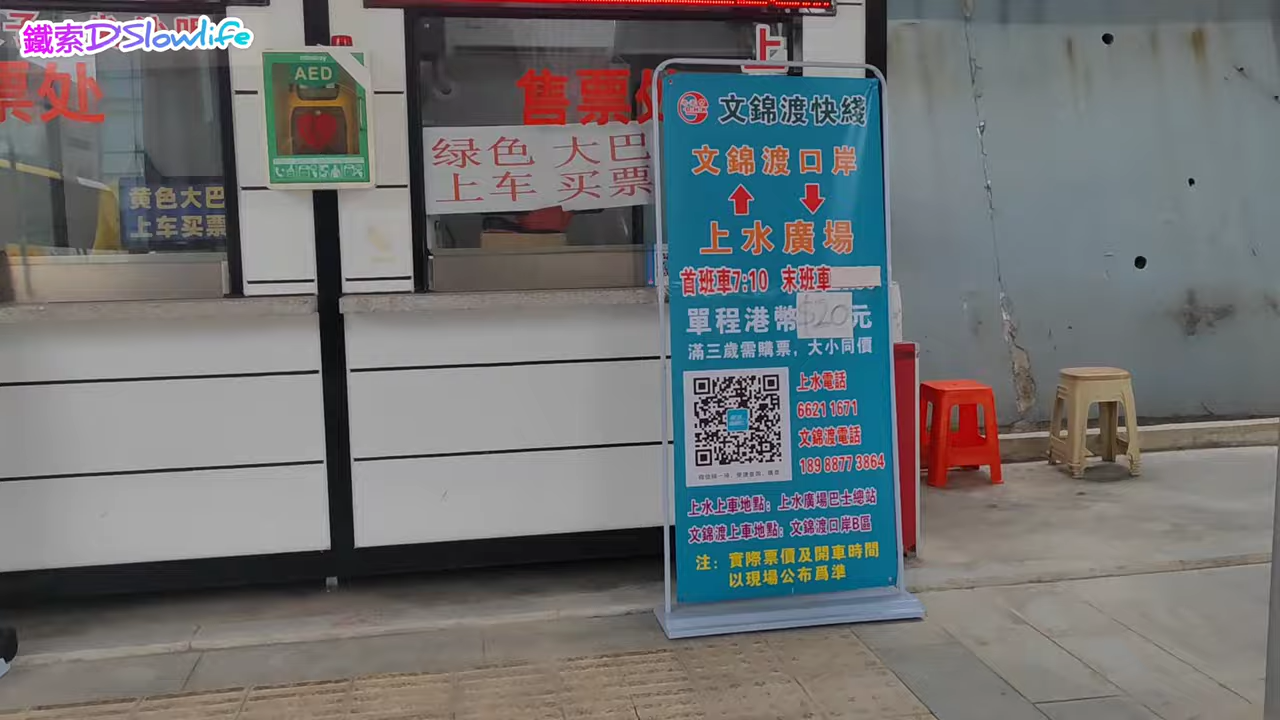 鐵索DSlowlife
票处
黄色大巴
上车买票
AED
售票处
绿色 大巴
上车 买票
上
文錦渡快綫
文錦渡口岸
上水廣場
首班車7:10 末班車
單程港幣$20元
滿三歲需購票，大小同價
上水電話
6621 1671
文錦渡電話
189 8877 3864
上水上車地點：上水廣場巴士總站
文錦渡上車地點：文錦渡口岸B區
注：實際票價及開車時間
以現場公布爲準